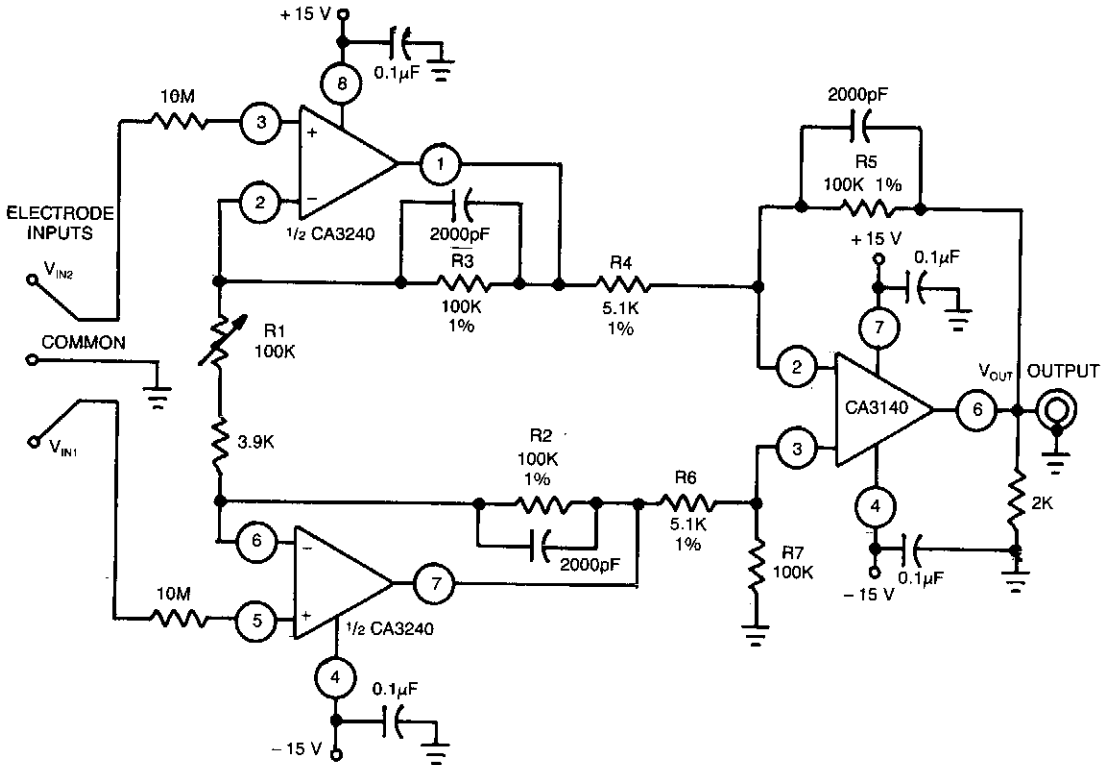 +15 V
0.1µF
8
10M
3
+
1
2
−
½ CA3240
2000pF
R3
100K
1%
R4
5.1K
1%
2000pF
R5
100K 1%
+15 V
0.1µF
7
ELECTRODE
INPUTS
V IN2
COMMON
V IN1
R1
100K
3.9K
2
CA3140
3
V OUT
OUTPUT
6
4
2K
0.1µF
−15 V
R2
100K
1%
2000pF
R6
5.1K
1%
R7
100K
6
−
7
10M
5
+
½ CA3240
4
0.1µF
−15 V